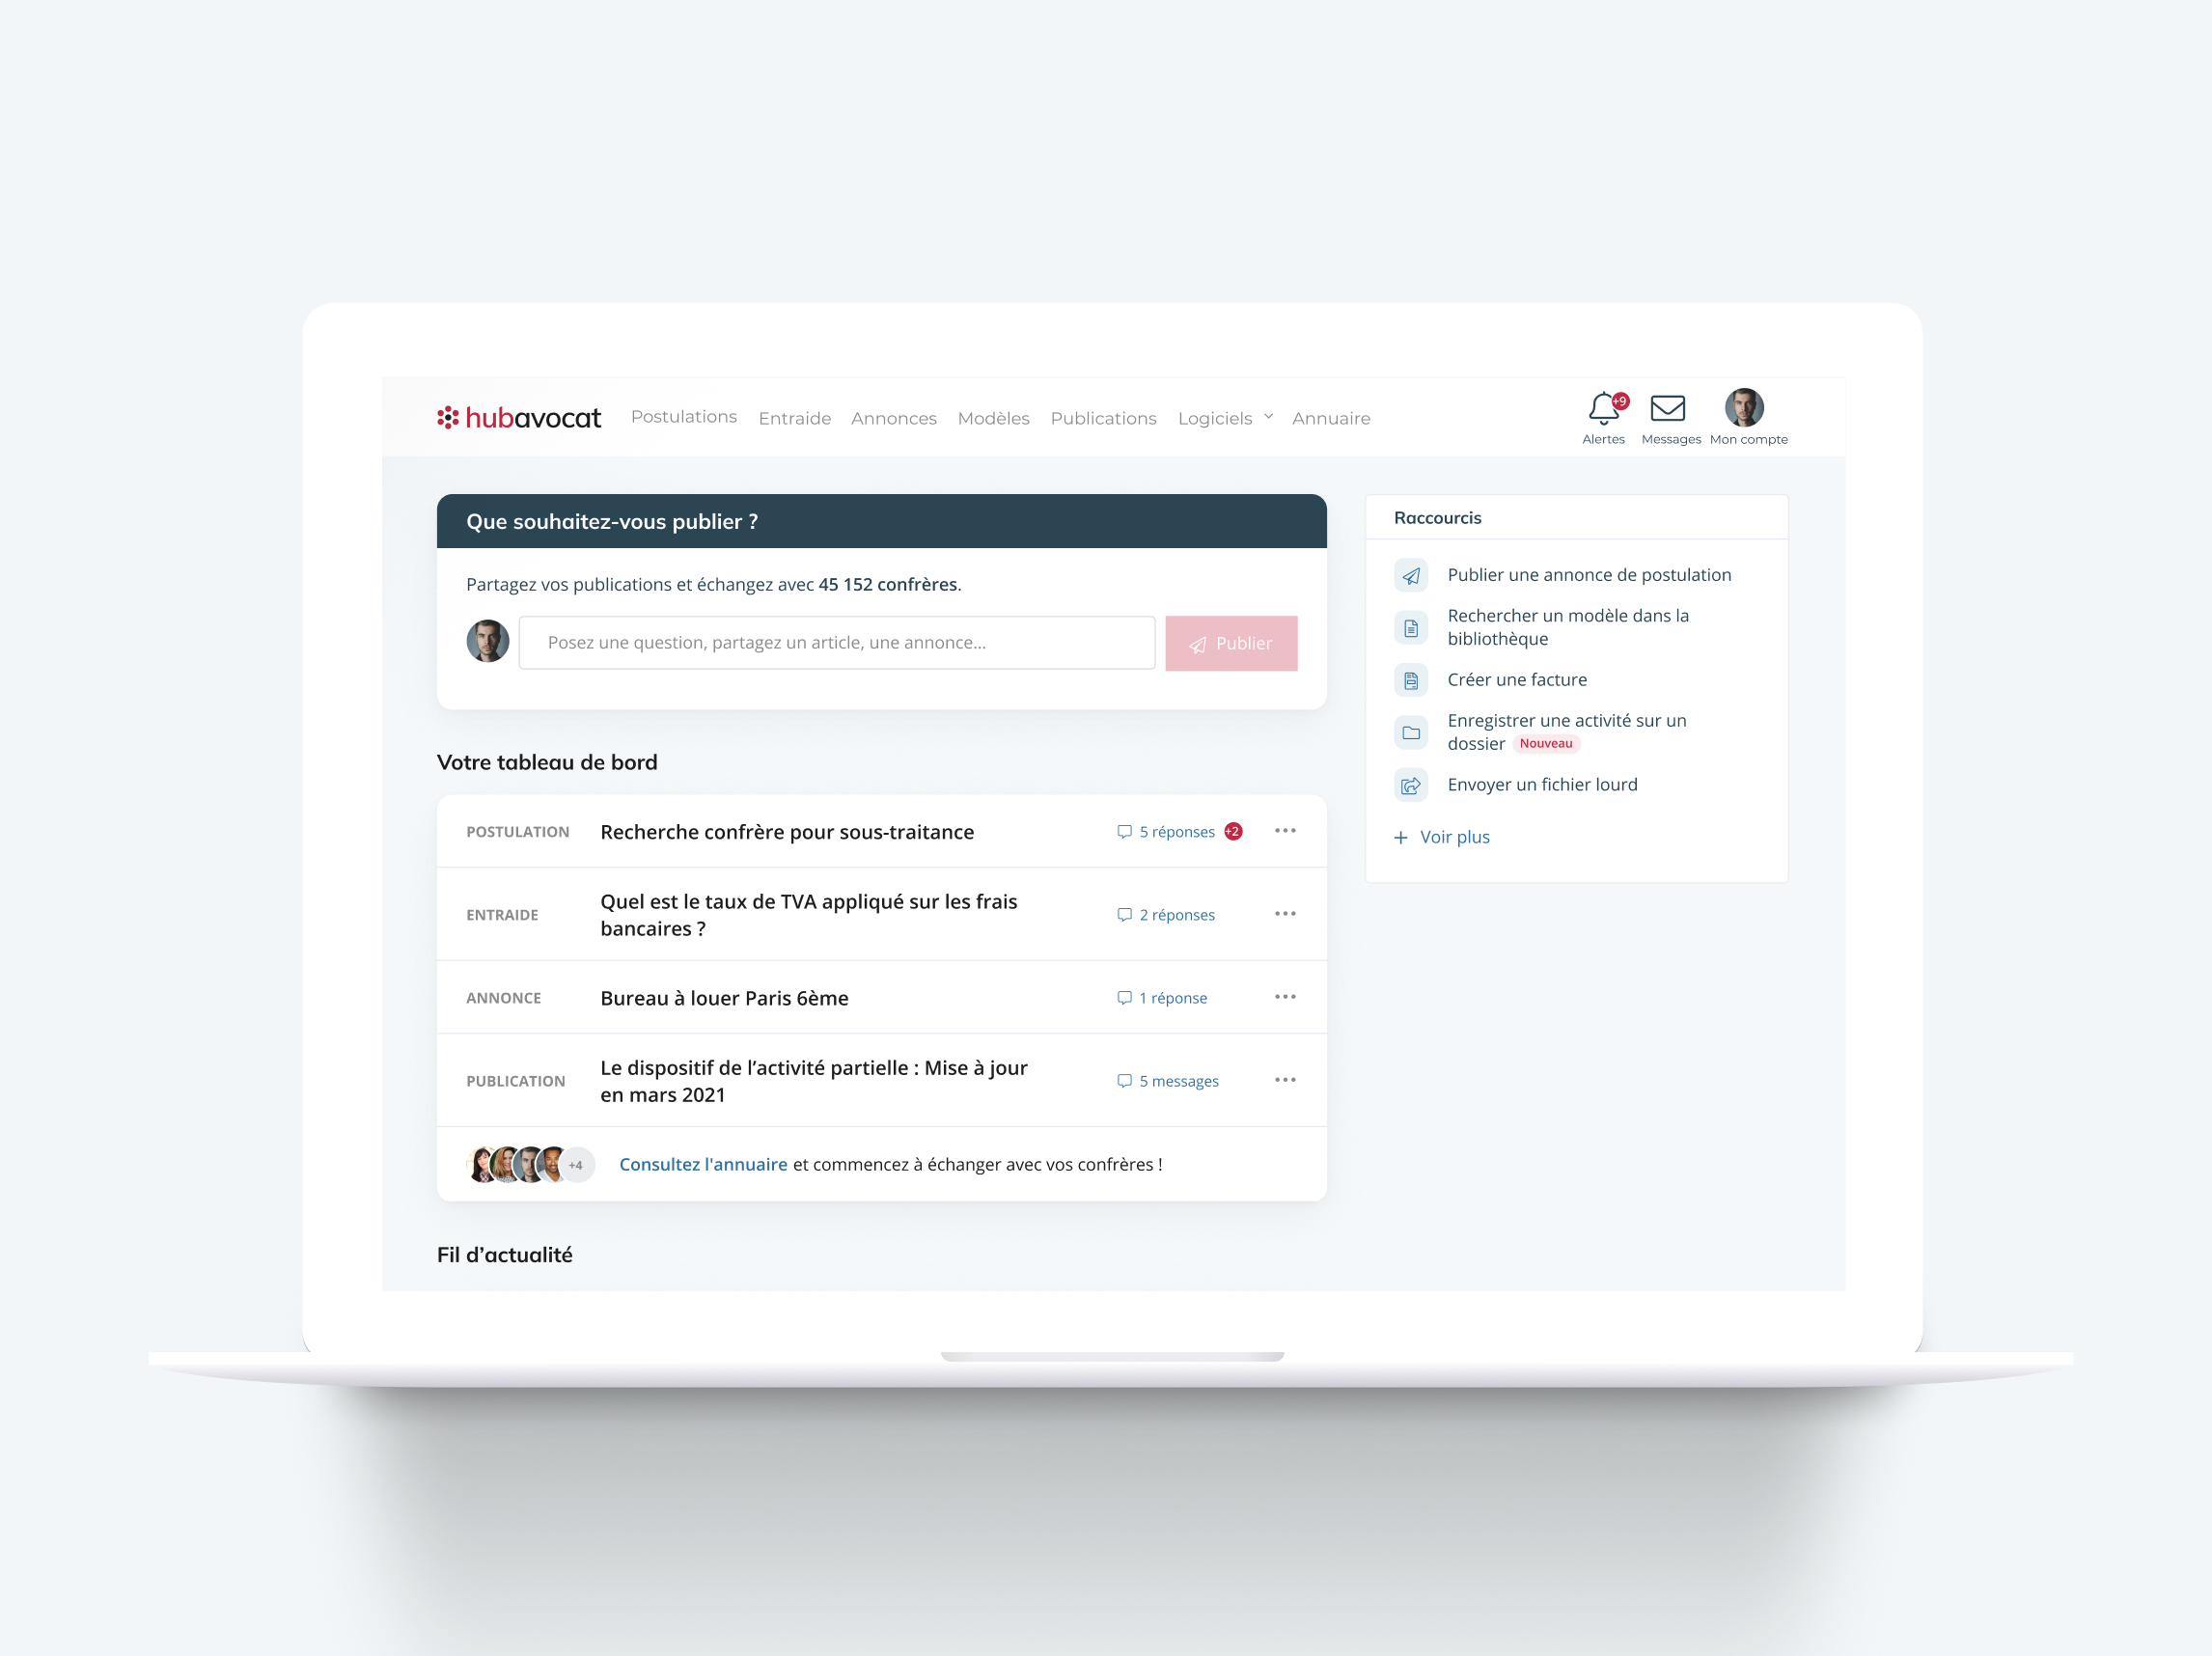 hubavocat
Postulations Entraide Annonces Modèles Publications Logiciels Annuaire
+9
Alertes Messages Mon compte
Que souhaitez-vous publier ?
Partagez vos publications et échangez avec 45 152 confrères.
Posez une question, partagez un article, une annonce...
Publier
Votre tableau de bord
POSTULATION Recherche confrère pour sous-traitance 5 réponses +2
ENTRAIDE Quel est le taux de TVA appliqué sur les frais
bancaires ? 2 réponses
ANNONCE Bureau à louer Paris 6ème 1 réponse
PUBLICATION Le dispositif de l’activité partielle : Mise à jour
en mars 2021 5 messages
+4 Consultez l'annuaire et commencez à échanger avec vos confrères !
Fil d’actualité
Raccourcis
Publier une annonce de postulation
Rechercher un modèle dans la
bibliothèque
Créer une facture
Enregistrer une activité sur un
dossier Nouveau
Envoyer un fichier lourd
+ Voir plus